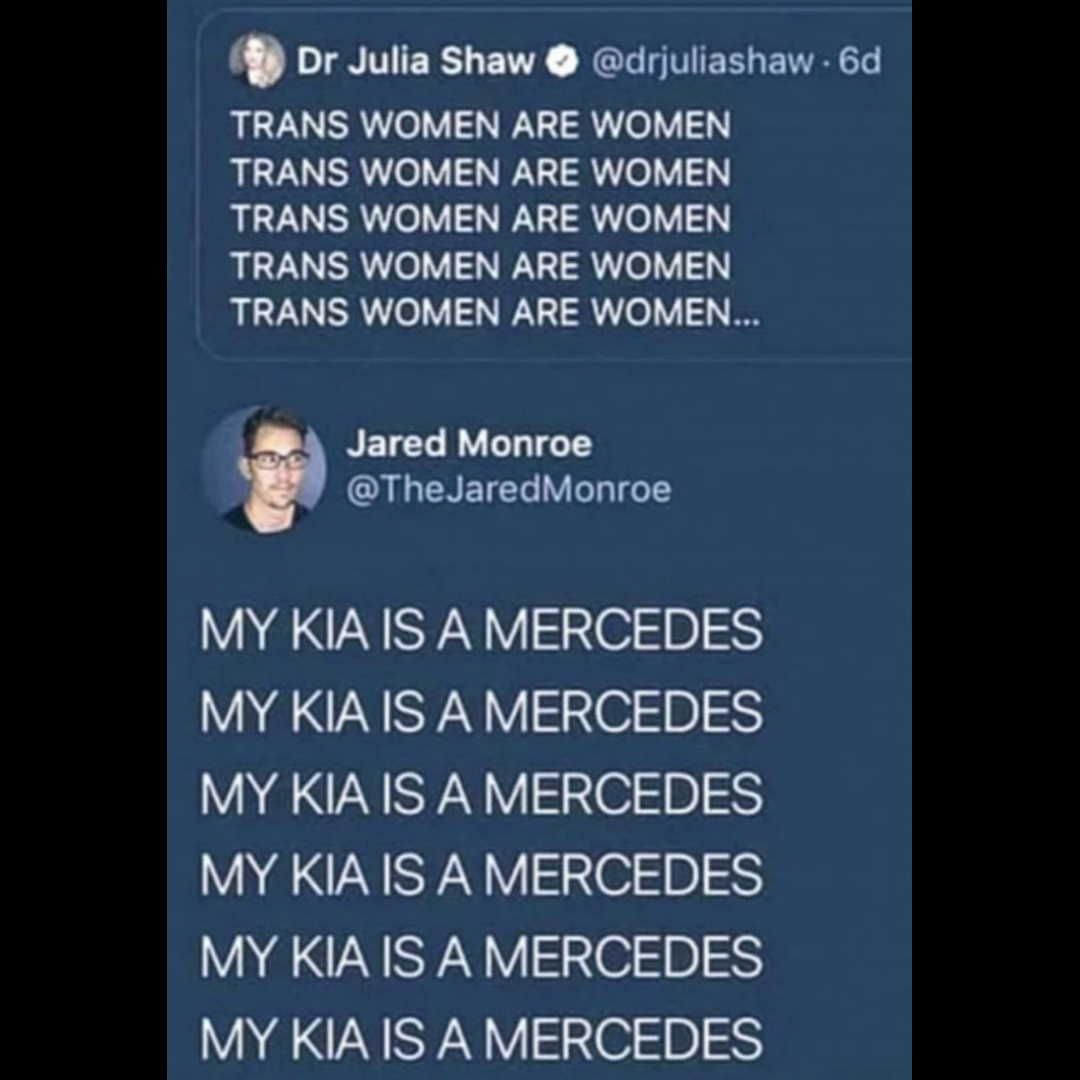 Dr Julia Shaw @drjuliashaw · 6d
TRANS WOMEN ARE WOMEN
TRANS WOMEN ARE WOMEN
TRANS WOMEN ARE WOMEN
TRANS WOMEN ARE WOMEN
TRANS WOMEN ARE WOMEN...
Jared Monroe
@TheJaredMonroe
MY KIA IS A MERCEDES
MY KIA IS A MERCEDES
MY KIA IS A MERCEDES
MY KIA IS A MERCEDES
MY KIA IS A MERCEDES
MY KIA IS A MERCEDES